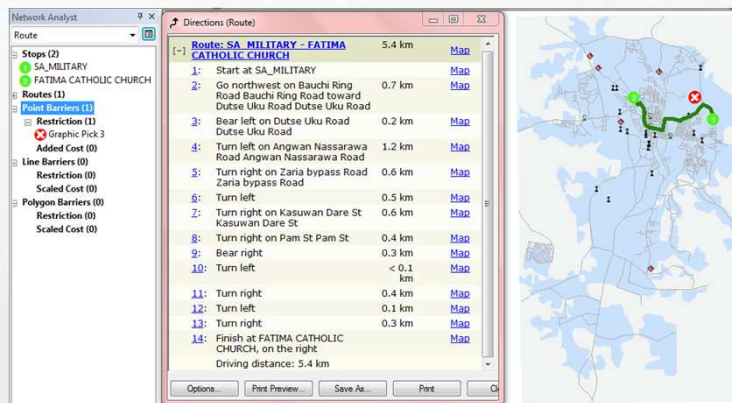 Network Analyst
Route
Stops (2)
1 SA_MILITARY
2 FATIMA CATHOLIC CHURCH
Routes (1)
Point Barriers (1)
Restriction (1)
Graphic Pick 3
Added Cost (0)
Line Barriers (0)
Restriction (0)
Scaled Cost (0)
Polygon Barriers (0)
Restriction (0)
Scaled Cost (0)
Directions (Route)
[-] Route: SA_MILITARY - FATIMA 5.4 km Map
CATHOLIC CHURCH
1: Start at SA_MILITARY Map
2: Go northwest on Bauchi Ring 0.7 km Map
Road Bauchi Ring Road toward
Dutse Uku Road Dutse Uku Road
3: Bear left on Dutse Uku Road 0.2 km Map
Dutse Uku Road
4: Turn left on Angwan Nassarawa 1.2 km Map
Road Angwan Nassarawa Road
5: Turn right on Zaria bypass Road 0.6 km Map
Zaria bypass Road
6: Turn left 0.5 km Map
7: Turn right on Kasuwan Dare St 0.6 km Map
Kasuwan Dare St
8: Turn right on Pam St Pam St 0.4 km Map
9: Bear right 0.3 km Map
10: Turn left < 0.1 Map
km
11: Turn right 0.4 km Map
12: Turn left 0.1 km Map
13: Turn right 0.3 km Map
14: Finish at FATIMA CATHOLIC Map
CHURCH, on the right
Driving distance: 5.4 km
Options... Print Preview... Save As... Print Cl
2
1